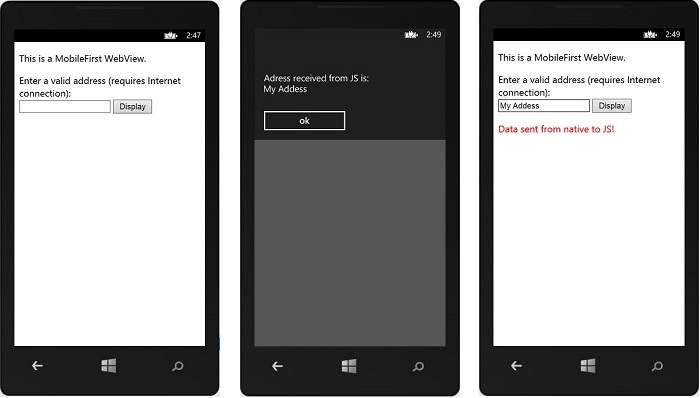 2:47
This is a MobileFirst WebView.
Enter a valid address (requires Internet
connection):
Display
2:49
Adress received from JS is:
My Addess
ok
2:49
This is a MobileFirst WebView.
Enter a valid address (requires Internet
connection):
My Addess Display
Data sent from native to JS!